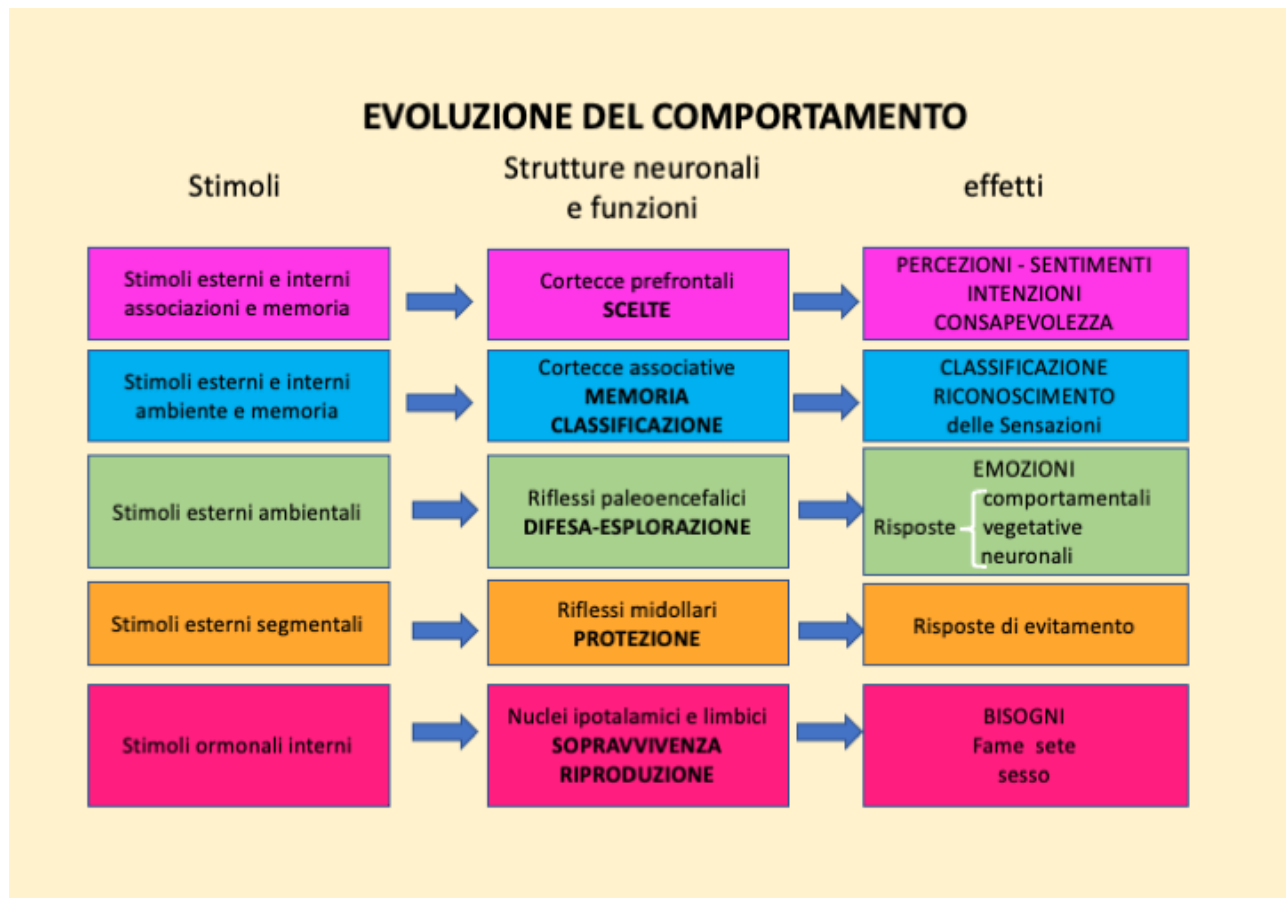 EVOLUZIONE DEL COMPORTAMENTO
Stimoli
Strutture neuronali
e funzioni
effetti
Stimoli esterni e interni
associazioni e memoria
Cortecce prefrontali
SCELTE
PERCEZIONI - SENTIMENTI
INTENZIONI
CONSAPEVOLEZZA
Stimoli esterni e interni
ambiente e memoria
Cortecce associative
MEMORIA
CLASSIFICAZIONE
CLASSIFICAZIONE
RICONOSCIMENTO
delle Sensazioni
Stimoli esterni ambientali
Riflessi paleoencefalici
DIFESA-ESPLORAZIONE
EMOZIONI
comportamentali
Risposte vegetative
neuronali
Stimoli esterni segmentali
Riflessi midollari
PROTEZIONE
Risposte di evitamento
Stimoli ormonali interni
Nuclei ipotalamici e limbici
SOPRAVVIVENZA
RIPRODUZIONE
BISOGNI
Fame sete
sesso